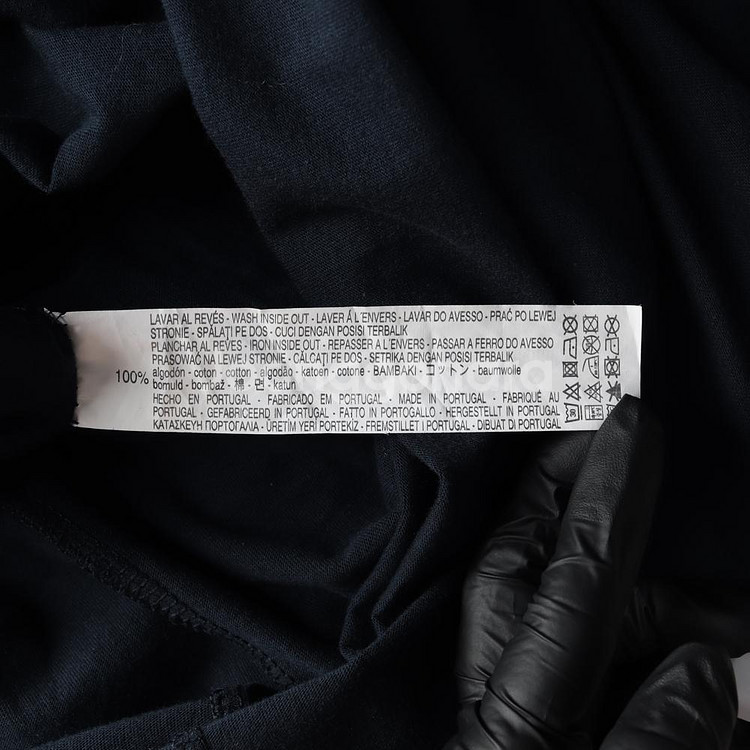 LAVAR AL REVÉS - WASH INSIDE OUT - LAVER À L'ENVERS - LAVAR DO AVESSO - PRAĆ PO LEWEJ
STRONIE - SPĂLAȚI PE DOS - CUCI DENGAN POSISI TERBALIK
PLANCHAR AL REVÉS - IRON INSIDE OUT - REPASSER A L'ENVERS - PASSAR A FERRO DO AVESSO
PRASOWAĆ NA LEWEJ STRONIE - CĂLCAȚI PE DOS - SETRIKA DENGAN POSISI TERBALIK
100% algodón - coton - cotton - algodão - katoen - cotone - BAMBAKI - コットン - baumwolle
bomuld - bombaž - 棉 - 면 - katun
HECHO EN PORTUGAL - FABRICADO EM PORTUGAL - MADE IN PORTUGAL - FABRIQUÉ AU
PORTUGAL - GEFABRICEERD IN PORTUGAL - FATTO IN PORTOGALLO - HERGESTELLT IN PORTUGAL
ΚΑΤΑΣΚΕΥΗ ΠΟΡΤΟΓΑΛΙΑ - ÜRETİM YERİ PORTEKİZ - FREMSTILLET I PORTUGAL - DIBUAT DI PORTUGAL